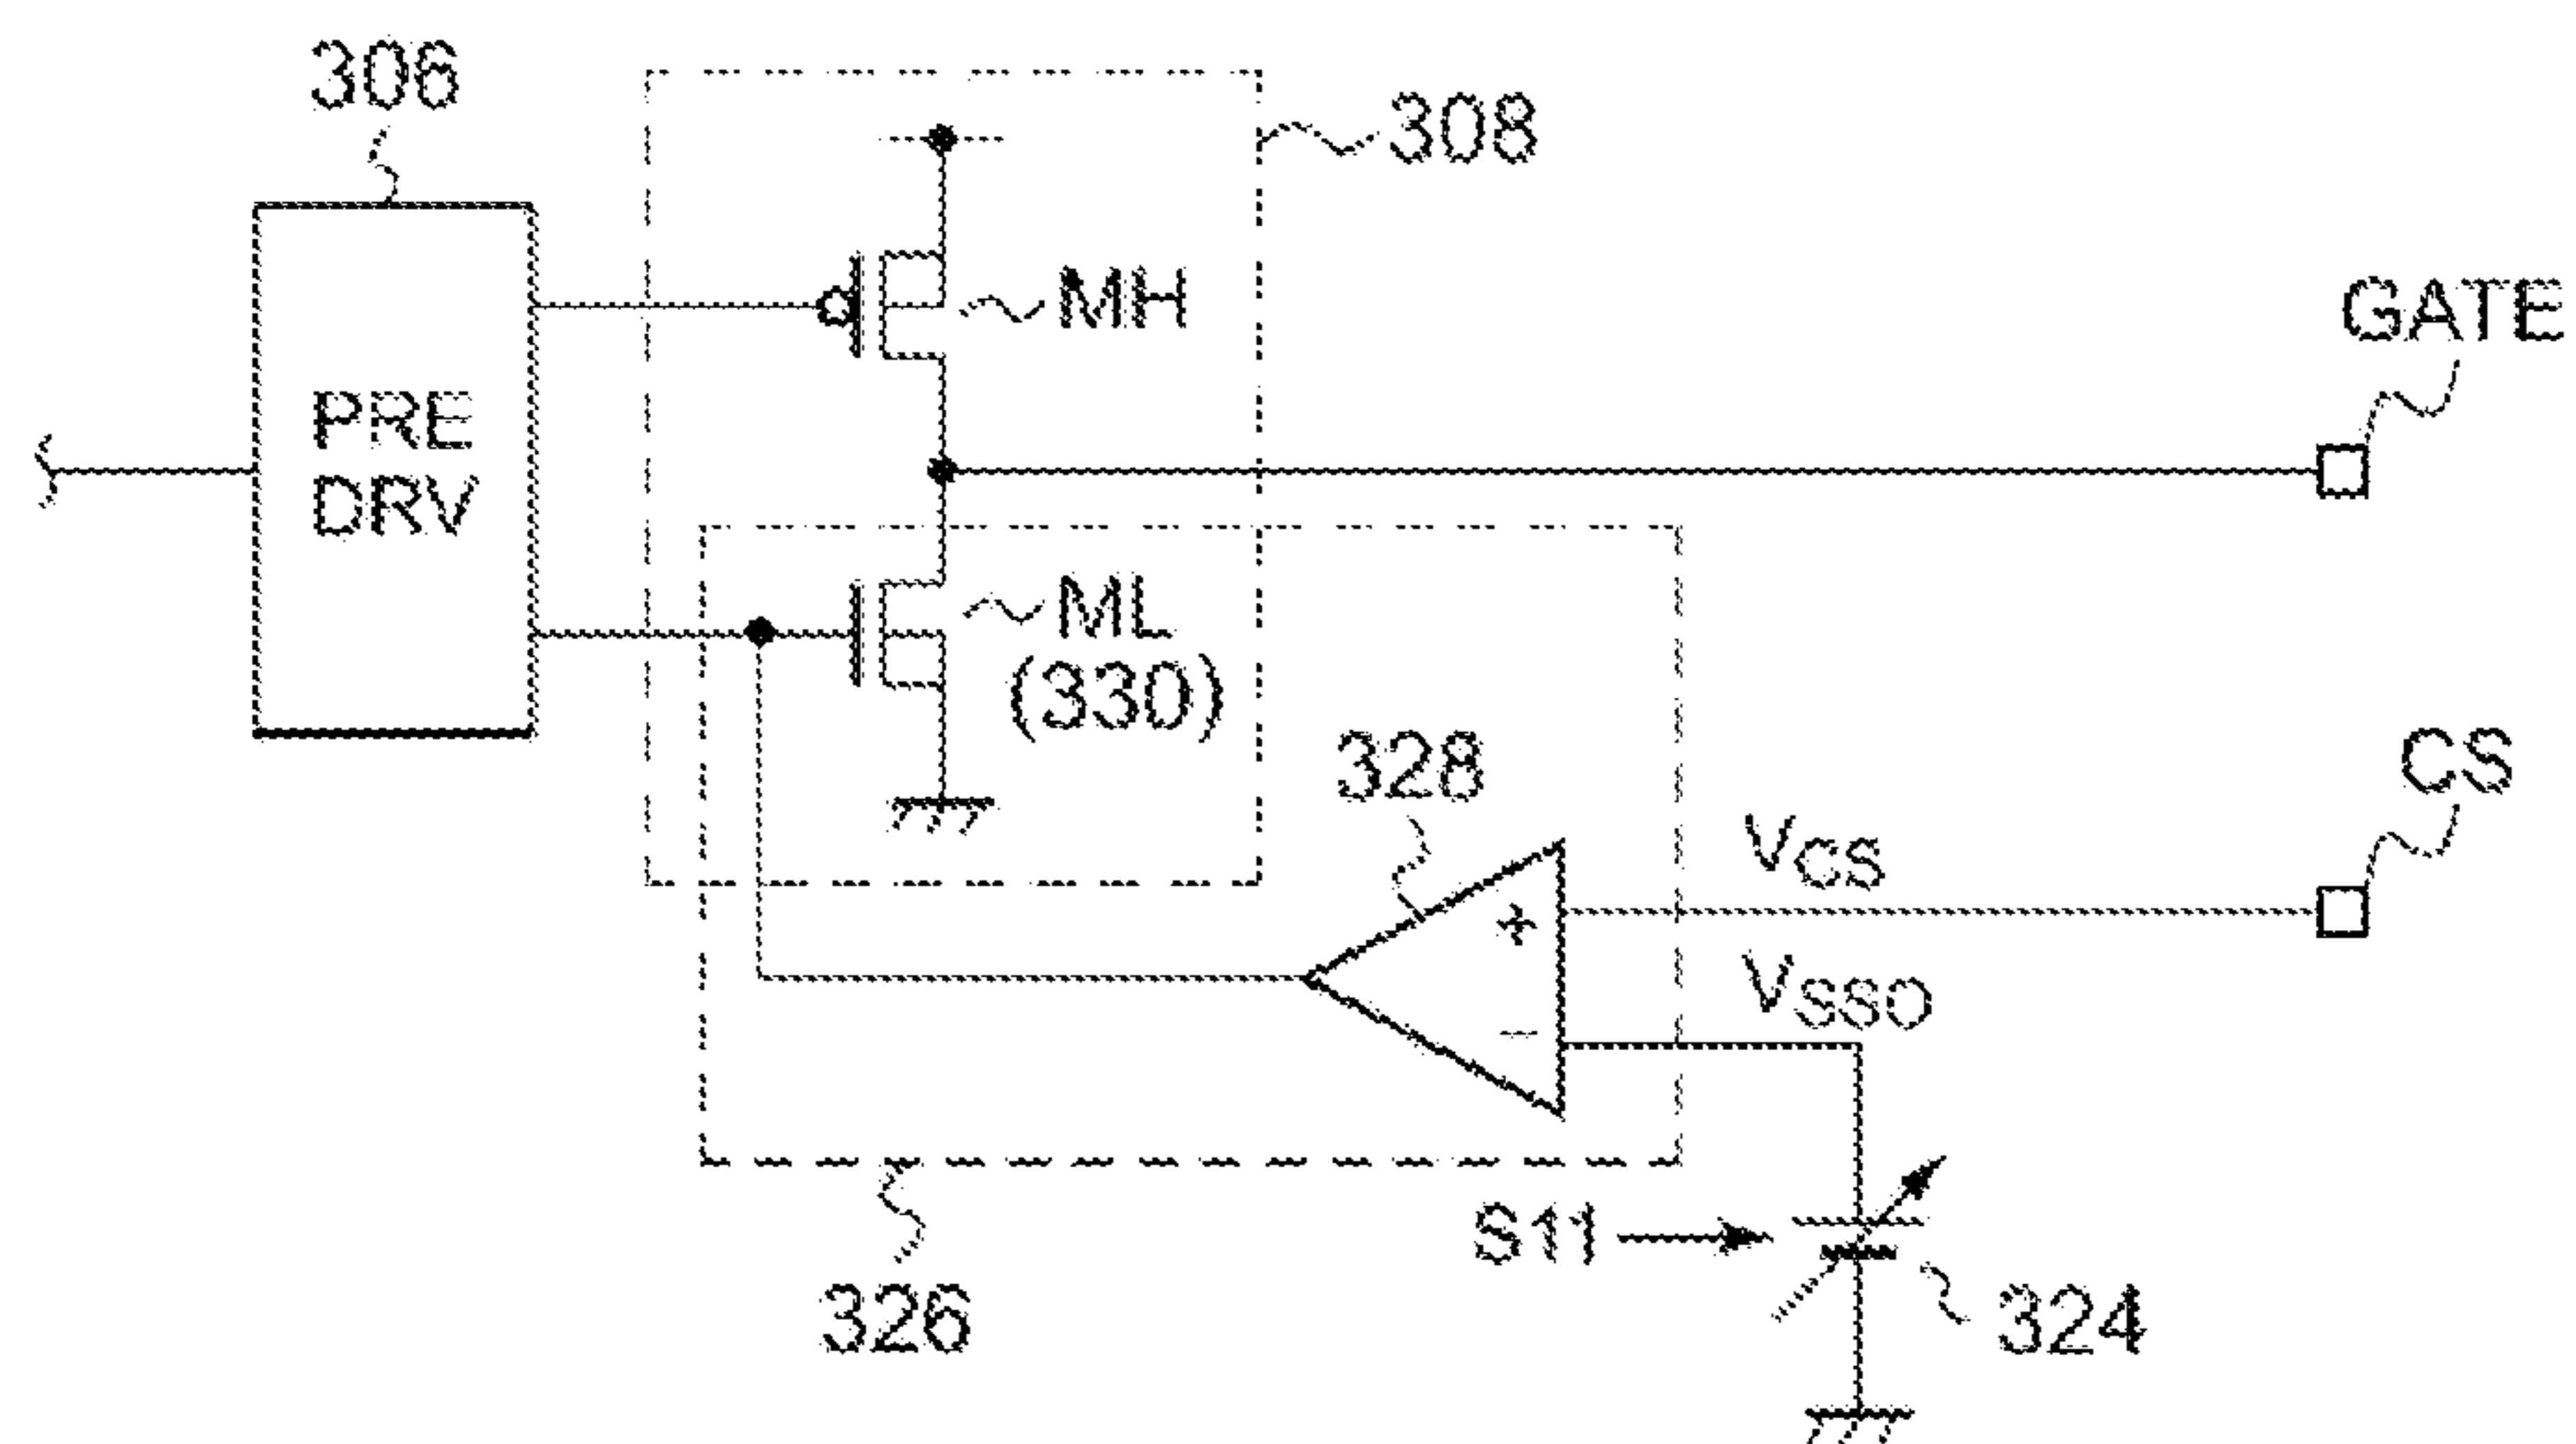 306
308
MH
GATE
PRE
DRV
ML
(330)
328
CS
VCS
+
VSSO
−
S11
326
324